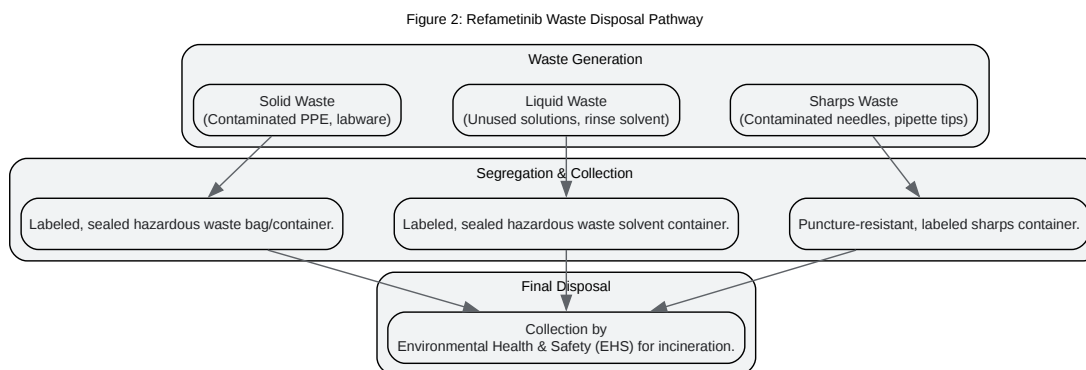 Figure 2: Refametinib Waste Disposal Pathway
Waste Generation
Solid Waste
(Contaminated PPE, labware)
Liquid Waste
(Unused solutions, rinse solvent)
Sharps Waste
(Contaminated needles, pipette tips)
Segregation & Collection
Labeled, sealed hazardous waste bag/container.
Labeled, sealed hazardous waste solvent container.
Puncture-resistant, labeled sharps container.
Final Disposal
Collection by
Environmental Health & Safety (EHS) for incineration.